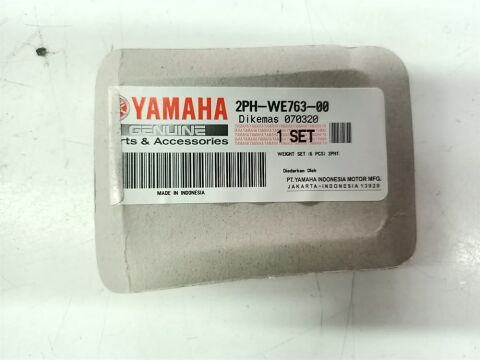 YAMAHA
GENUINE
rts & Accessories
2PH-WE763-00
Dikemas 070320
1 SET
WEIGHT SET (6 PCS) 2PH1
MADE IN INDONESIA
Diedarkan Oleh
PT.YAMAHA INDONESIA MOTOR MFG.
JAKARTA-INDONESIA 13920